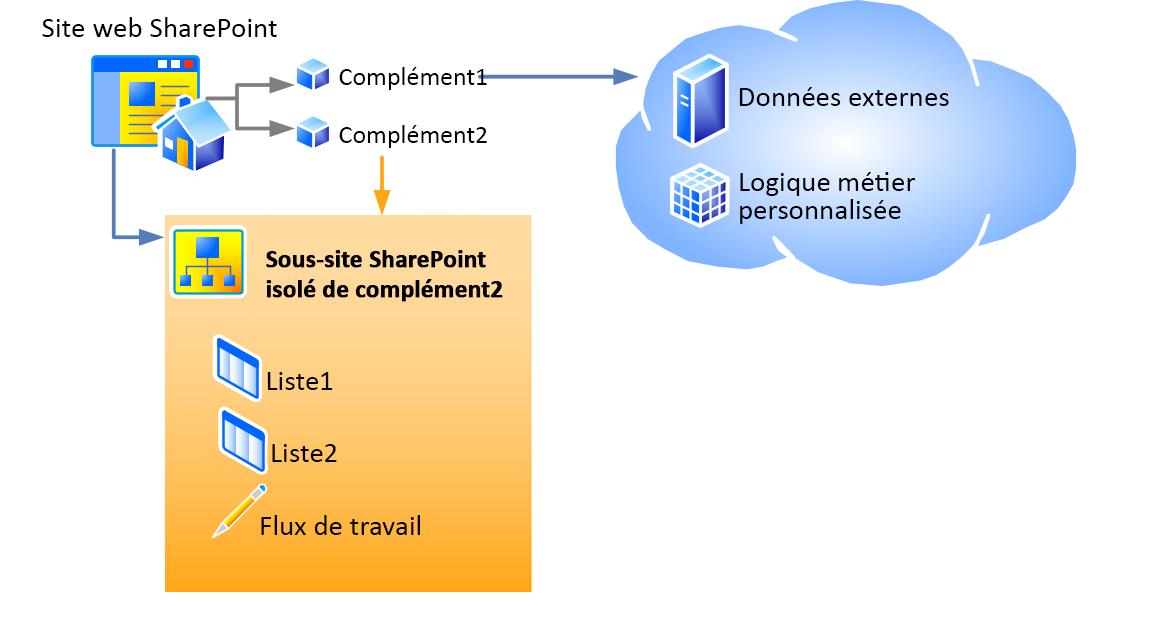 Site web SharePoint
Complément1
Complément2
Données externes
Logique métier
personnalisée
Sous-site SharePoint
isolé de complément2
Liste1
Liste2
Flux de travail